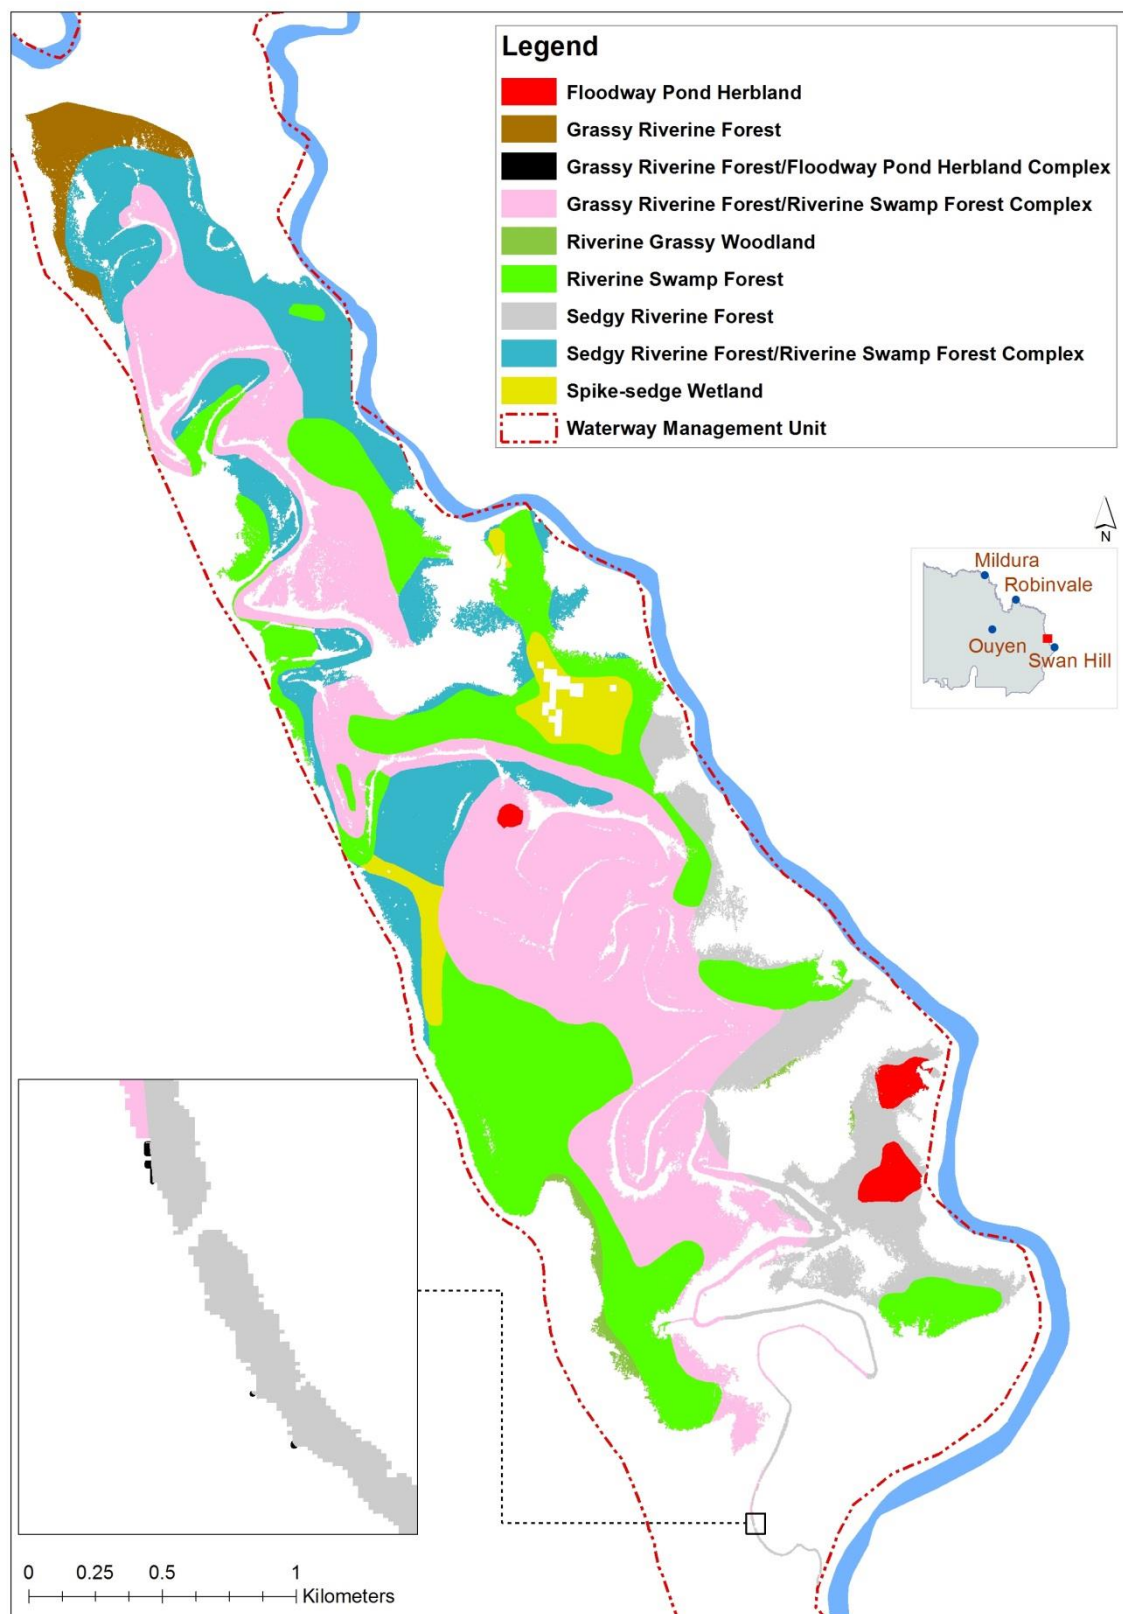 Legend
Floodway Pond Herbland
Grassy Riverine Forest
Grassy Riverine Forest/Floodway Pond Herbland Complex
Grassy Riverine Forest/Riverine Swamp Forest Complex
Riverine Grassy Woodland
Riverine Swamp Forest
Sedgy Riverine Forest
Sedgy Riverine Forest/Riverine Swamp Forest Complex
Spike-sedge Wetland
Waterway Management Unit
N
Mildura
Robinvale
Ouyen
Swan Hill
0 0.25 0.5 1
Kilometers